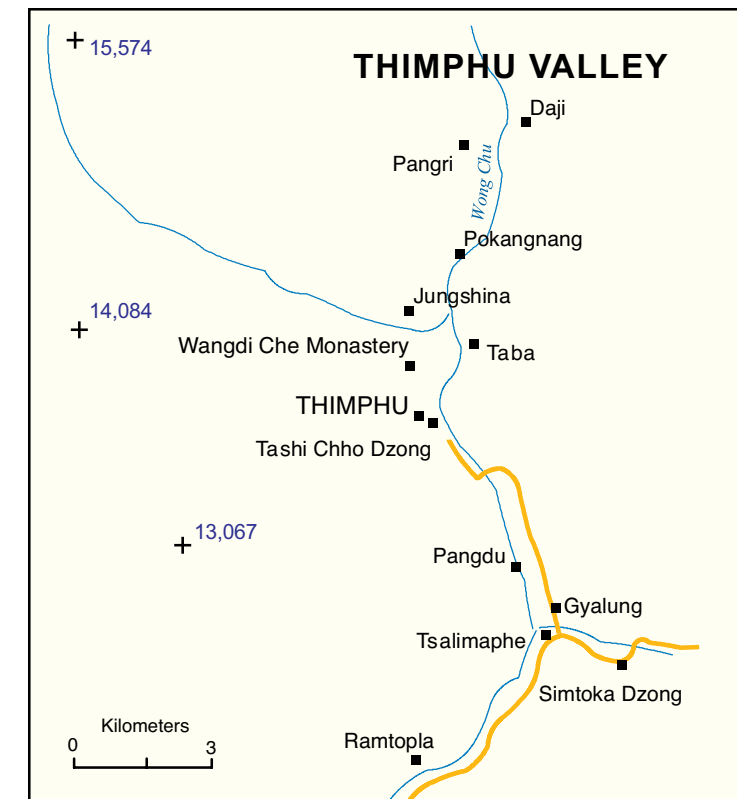 15,574
THIMPHU VALLEY
Daji
Pangri
Wong Chu
Pokangnang
Jungshina
14,084
Wangdi Che Monastery
Taba
THIMPHU
Tashi Chho Dzong
13,067
Pangdu
Gyalung
Tsalimaphe
Simtoka Dzong
Kilometers
0 3
Ramtopla